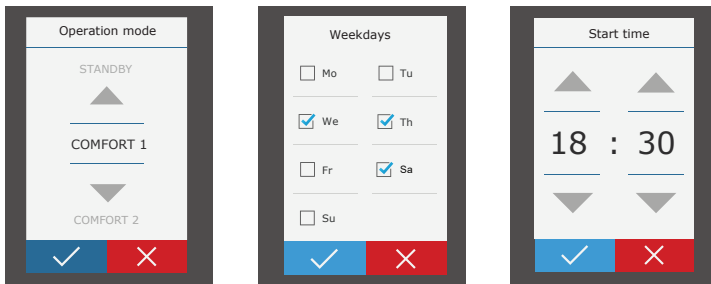 Operation mode
STANDBY
COMFORT 1
COMFORT 2
Weekdays
Mo Tu
We Th
Fr Sa
Su
Start time
18 : 30